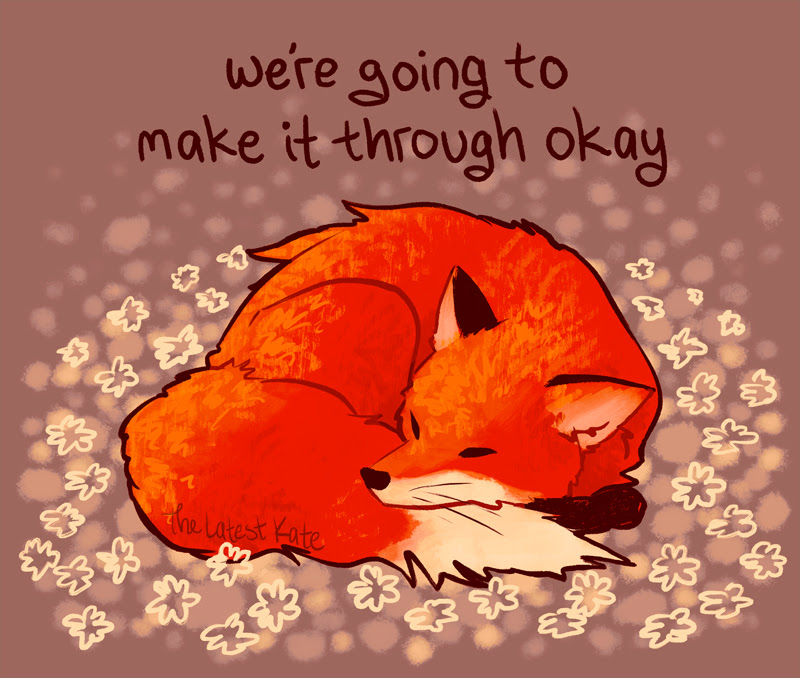 we're going to
make it through okay
The Latest Kate